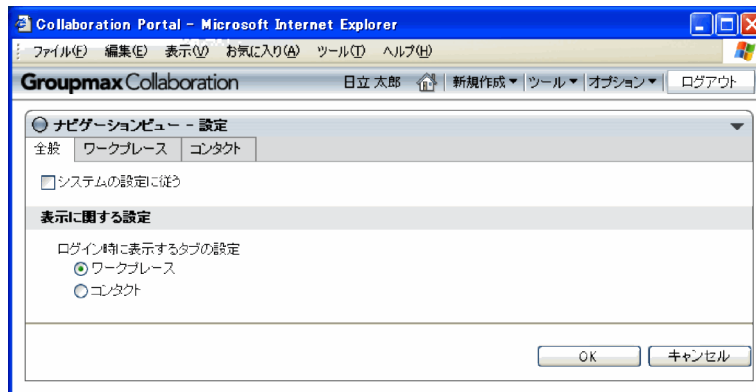 Collaboration Portal - Microsoft Internet Explorer
ファイル(F) 編集(E) 表示(V) お気に入り(A) ツール(T) ヘルプ(H)
Groupmax Collaboration 日立 太郎 新規作成▼ ツール▼ オプション▼ ログアウト
ナビゲーションビュー - 設定
全般 ワークプレース コンタクト
システムの設定に従う
表示に関する設定
ログイン時に表示するタブの設定
ワークプレース
コンタクト
OK キャンセル